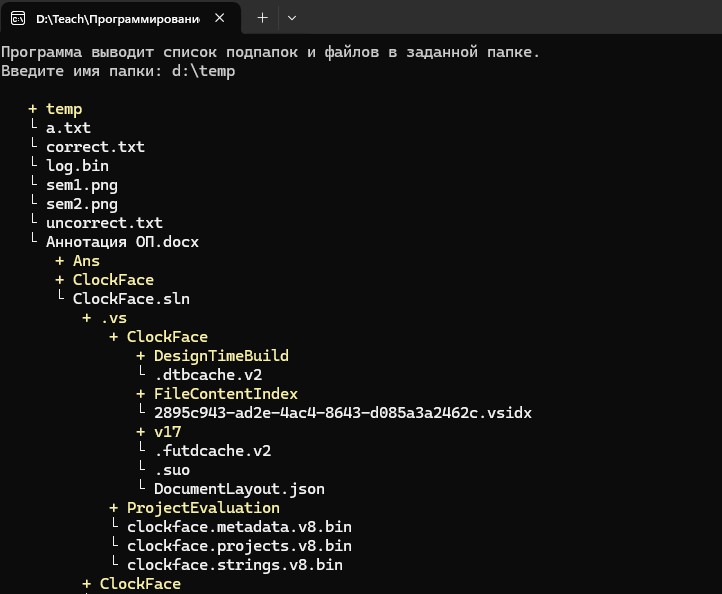 D:\Teach\Программировани
Программа выводит список подпапок и файлов в заданной папке.
Введите имя папки: d:\temp
+ temp
└ a.txt
└ correct.txt
└ log.bin
└ sem1.png
└ sem2.png
└ uncorrect.txt
└ Аннотация ОП.docx
+ Ans
+ ClockFace
└ ClockFace.sln
+ .vs
+ ClockFace
+ DesignTimeBuild
└ .dtbcache.v2
+ FileContentIndex
└ 2895c943-ad2e-4ac4-8643-d085a3a2462c.vsidx
+ v17
└ .futdcache.v2
└ .suo
└ DocumentLayout.json
+ ProjectEvaluation
└ clockface.metadata.v8.bin
└ clockface.projects.v8.bin
└ clockface.strings.v8.bin
+ ClockFace